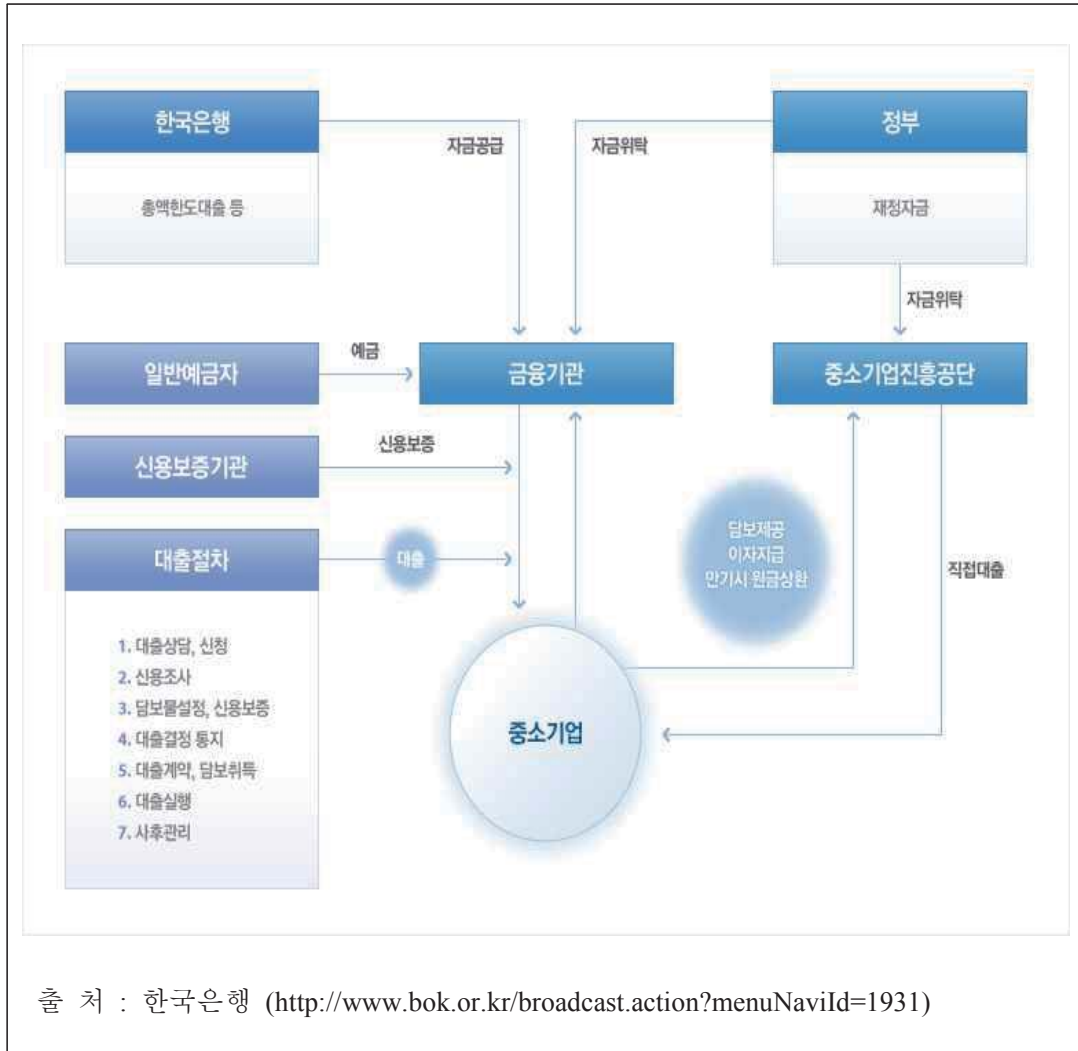 한국은행
총액한도대출 등
자금공급
자금위탁
정부
재정자금
자금위탁
일반예금자
예금
금융기관
중소기업진흥공단
신용보증기관
신용보증
대출절차
대출
1. 대출상담, 신청
2. 신용조사
3. 담보물설정, 신용보증
4. 대출결정 통지
5. 대출계약, 담보취득
6. 대출실행
7. 사후관리
담보제공
이자지급
만기시 원금상환
직접대출
중소기업
출 처 : 한국은행 (http://www.bok.or.kr/broadcast.action?menuNaviId=1931)